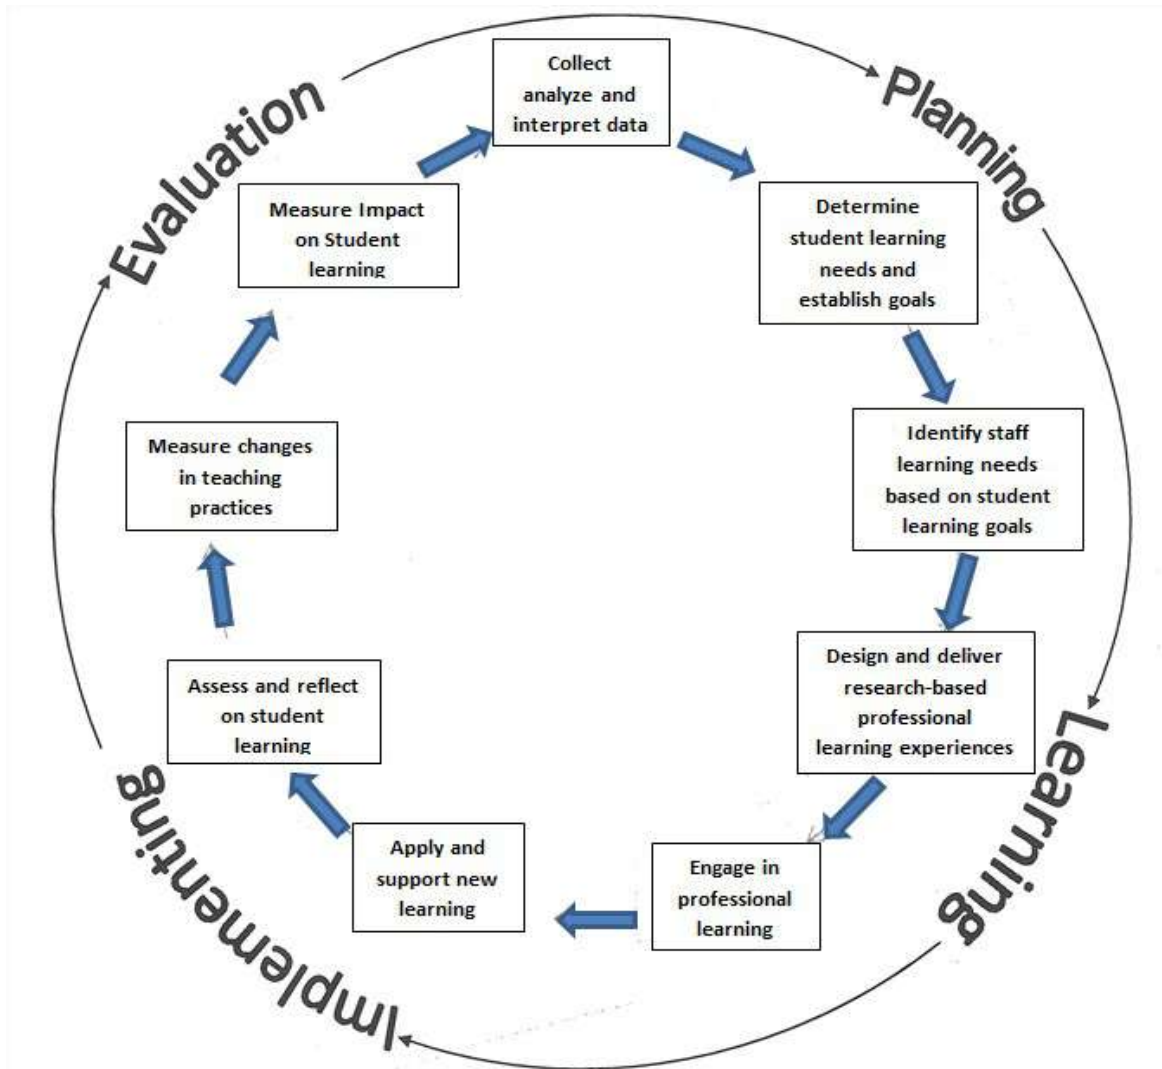 Collect
analyze and
interpret data
Planning
Determine
student learning
needs and
establish goals
Identify staff
learning needs
based on student
learning goals
Design and deliver
research-based
professional
learning experiences
Learning
Engage in
professional
learning
Apply and
support new
learning
Implementing
Assess and reflect
on student
learning
Measure changes
in teaching
practices
Measure Impact
on Student
learning
Evaluation